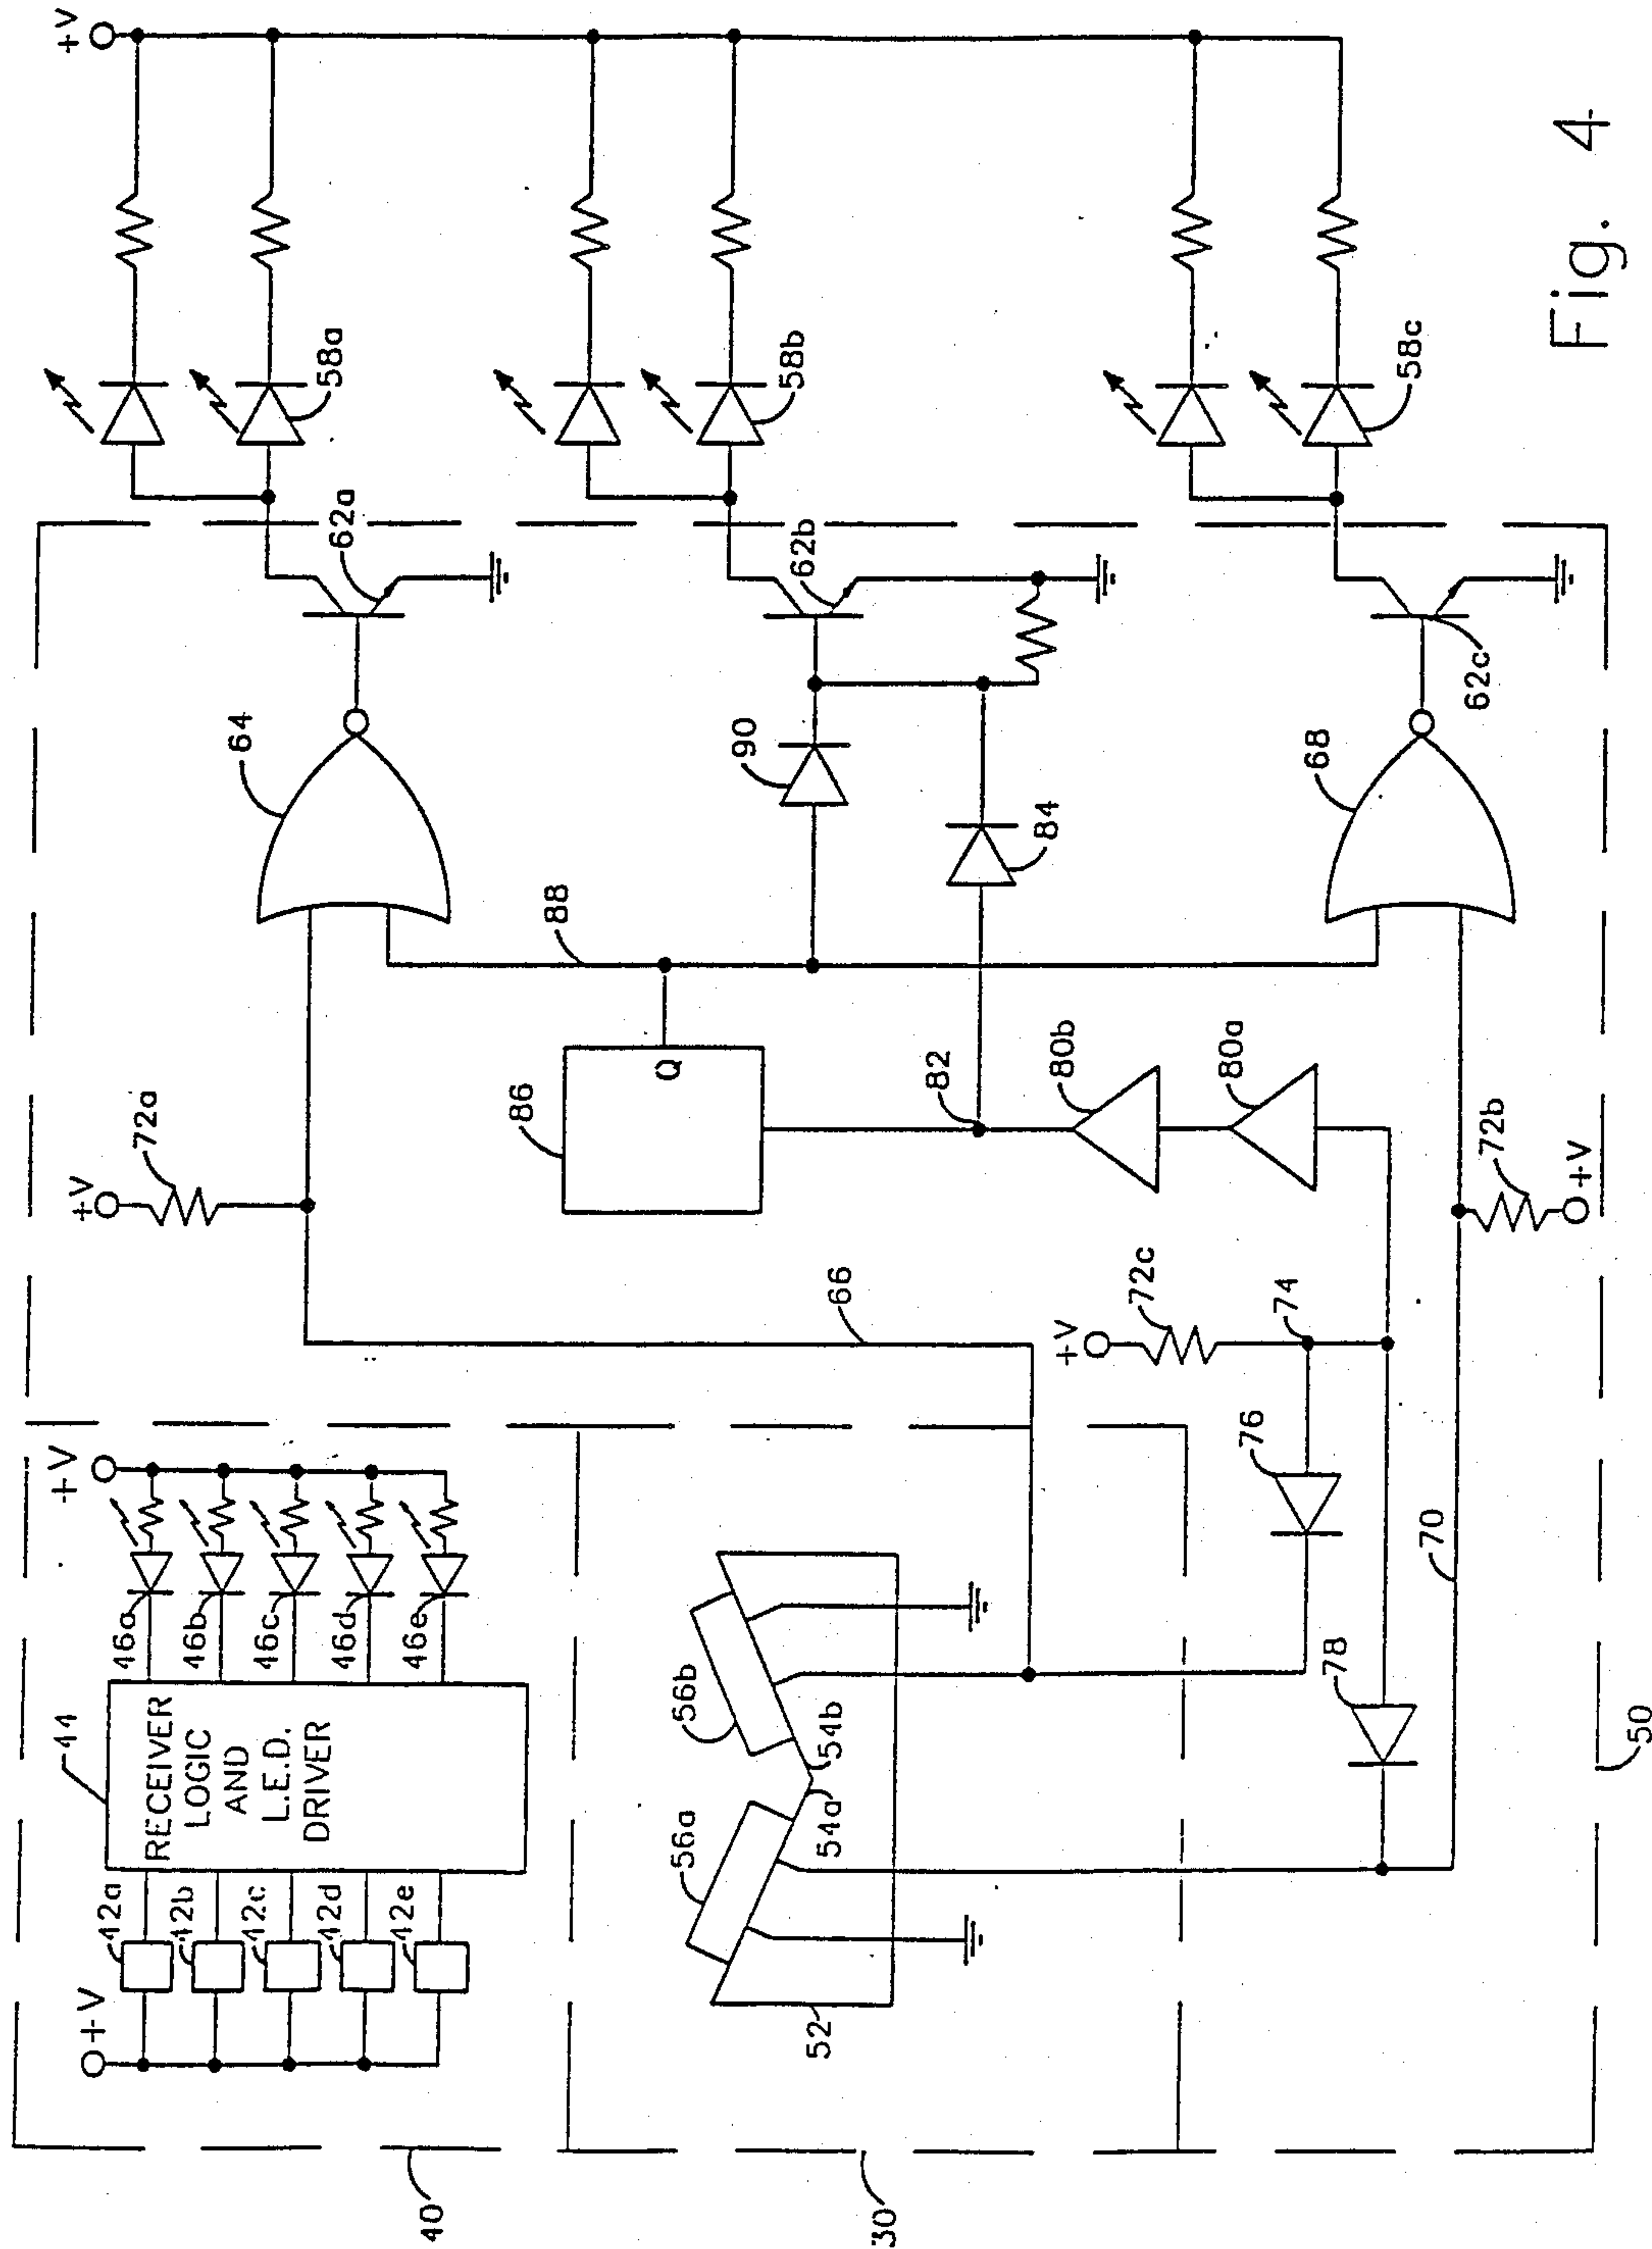 +V
58a
58b
58c
Fig. 4
62a
62b
62c
64
90
84
68
88
86
Q
82
80b
80a
+V
72a
72b
+V
66
+V
72c
74
76
78
70
50
+V
46a
46b
46c
46d
46e
44
RECEIVER
LOGIC
AND
L.E.D.
DRIVER
42a
42b
42c
42d
42e
+V
56b
54b
56a
54a
52
40
30